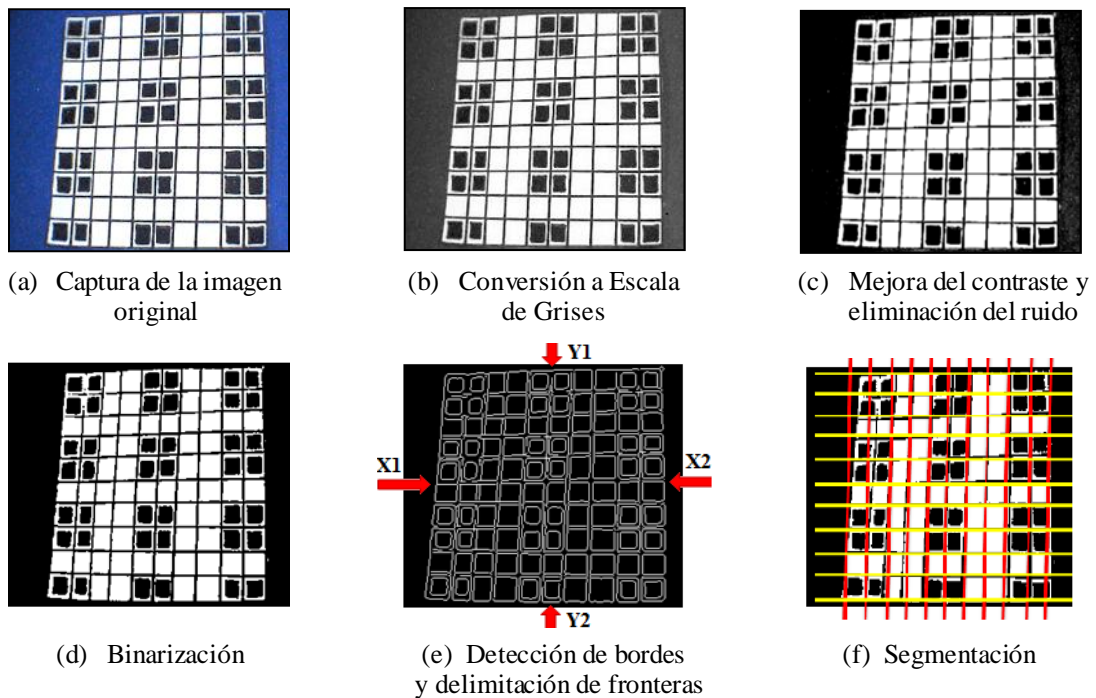 (a) Captura de la imagen
original
(b) Conversión a Escala
de Grises
(c) Mejora del contraste y
eliminación del ruido
Y1
X1
X2
Y2
(d) Binarización
(e) Detección de bordes
y delimitación de fronteras
(f) Segmentación